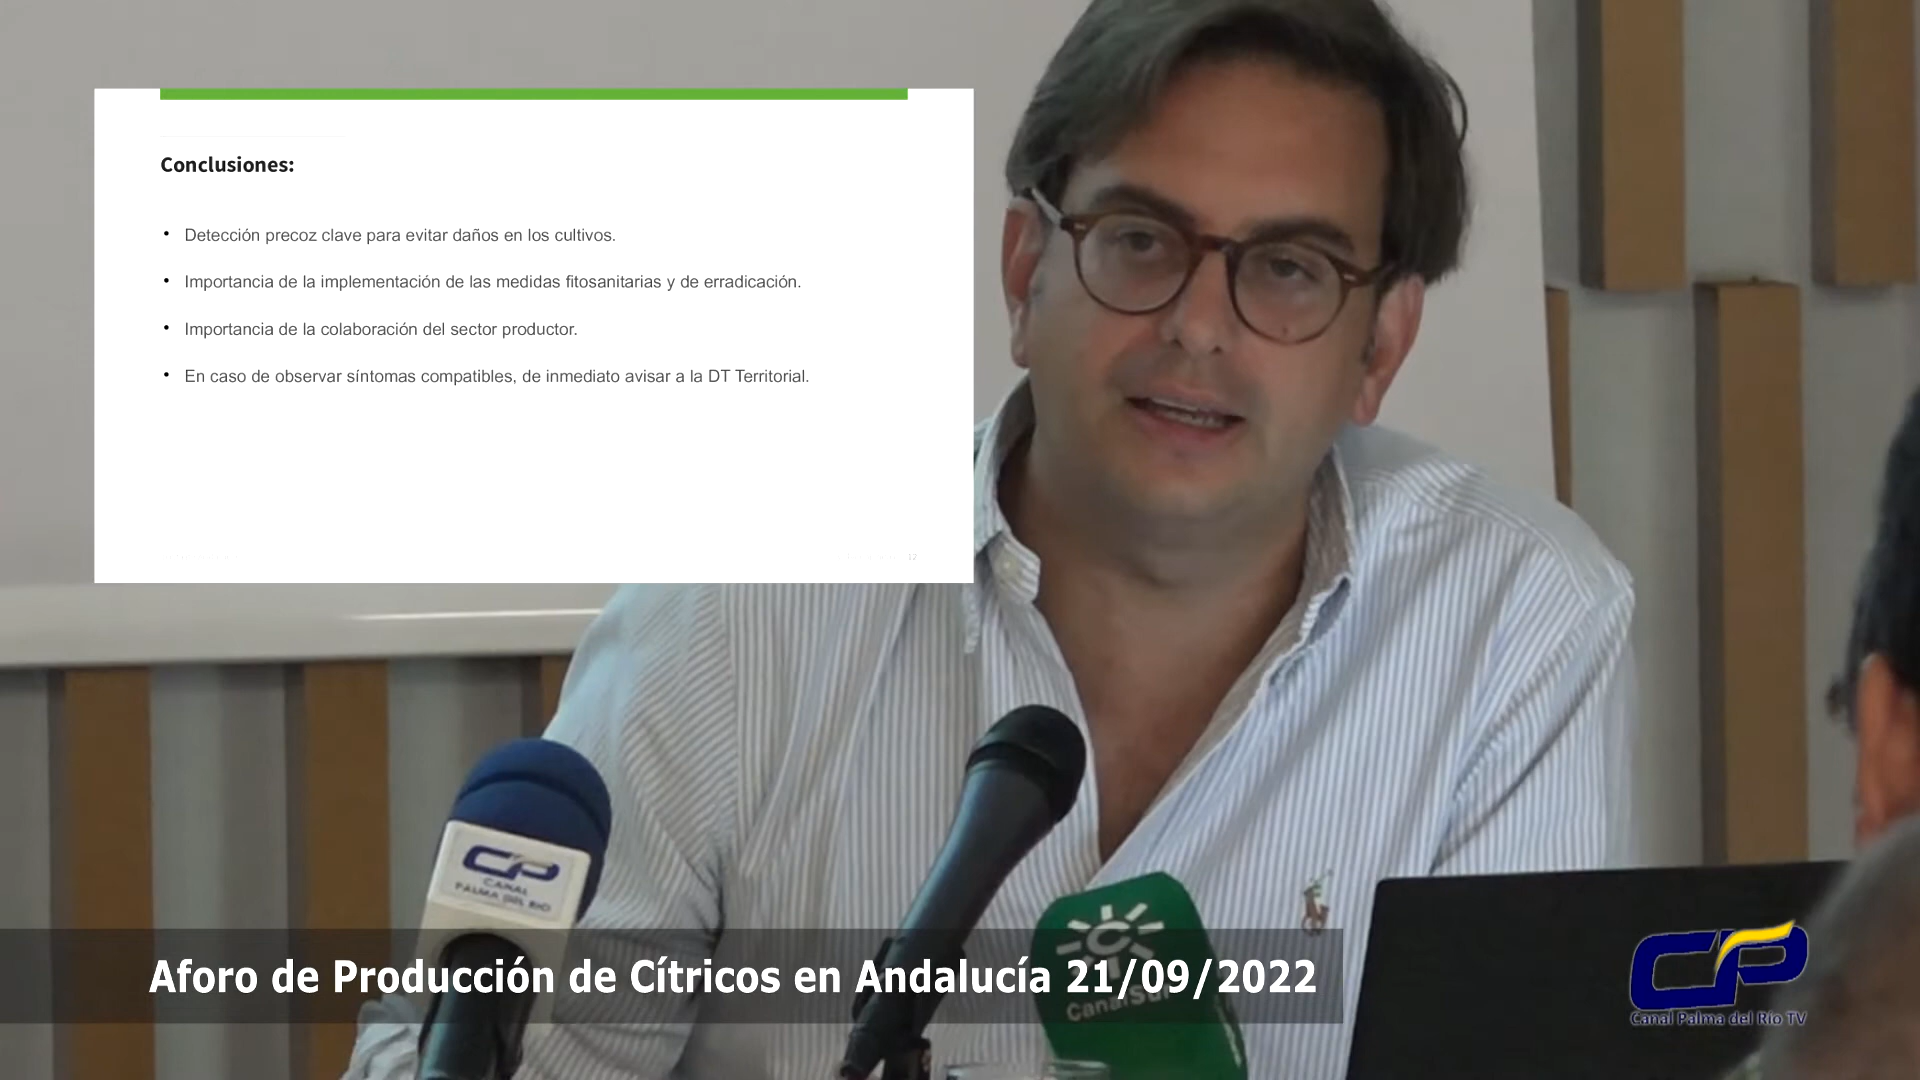 Conclusiones:
• Detección precoz clave para evitar daños en los cultivos.
• Importancia de la implementación de las medidas fitosanitarias y de erradicación.
• Importancia de la colaboración del sector productor.
• En caso de observar síntomas compatibles, de inmediato avisar a la DT Territorial.
12
CP
CANAL
PALMA DEL RIO
CanalSur
Aforo de Producción de Cítricos en Andalucía 21/09/2022
CP
Canal Palma del Río TV